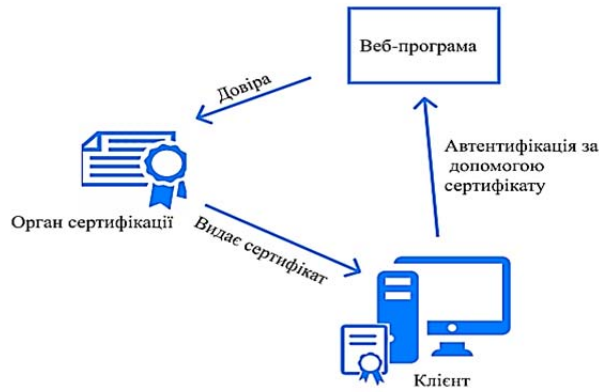 Веб-програма
Довіра
Автентифікація за
допомогою
сертифікату
Орган сертифікації
Видає сертифікат
Клієнт